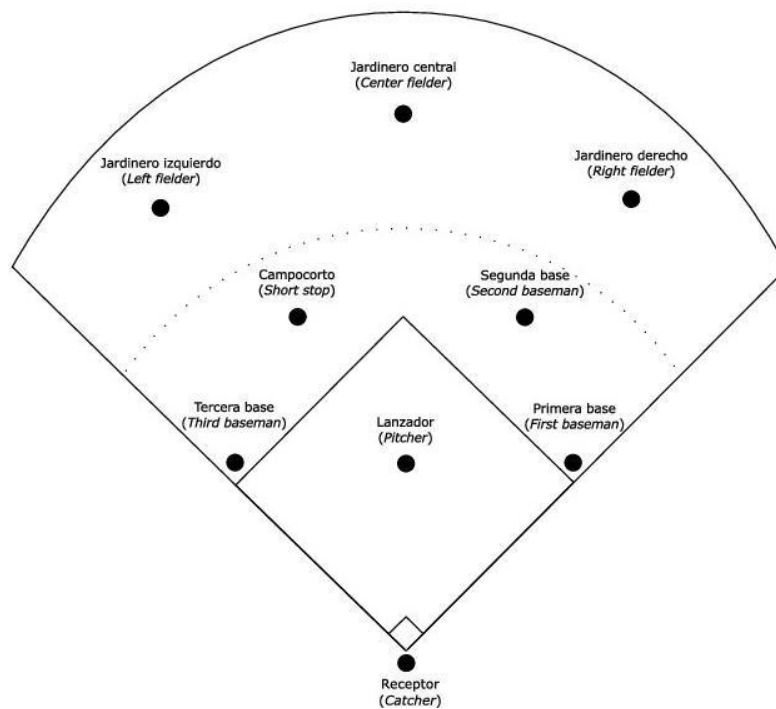 Jardinero central
(Center fielder)
Jardinero izquierdo
(Left fielder)
Jardinero derecho
(Right fielder)
Campocorto
(Short stop)
Segunda base
(Second baseman)
Tercera base
(Third baseman)
Lanzador
(Pitcher)
Primera base
(First baseman)
Receptor
(Catcher)